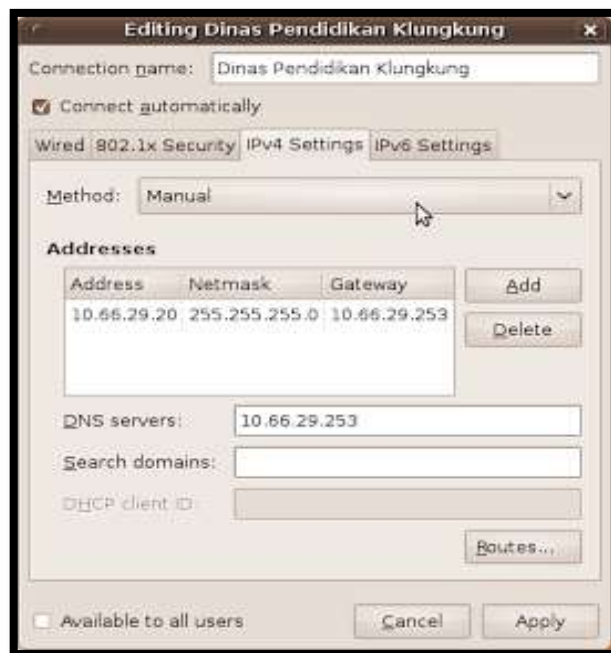 Editing Dinas Pendidikan Klungkung
Connection name: Dinas Pendidikan Klungkung
Connect automatically
Wired 802.1x Security IPv4 Settings IPv6 Settings
Method: Manual
Addresses
Address Netmask Gateway Add
10.66.29.20 255.255.255.0 10.66.29.253
Delete
DNS servers: 10.66.29.253
Search domains:
DHCP client ID:
Routes...
Available to all users Cancel Apply